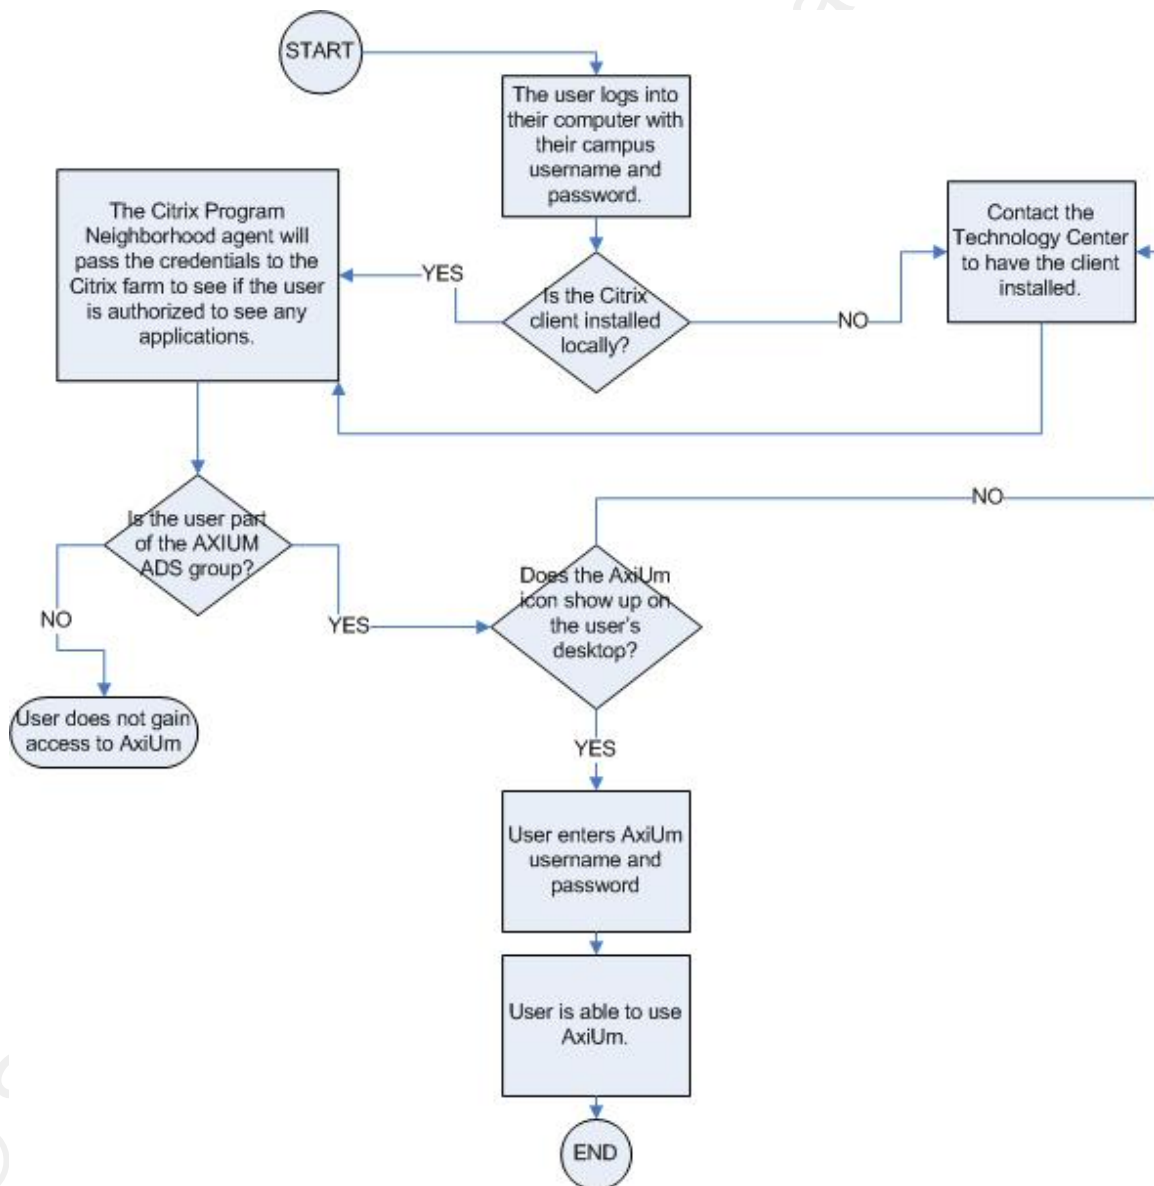 START
The user logs into
their computer with
their campus
username and
password.
The Citrix Program
Neighborhood agent will
pass the credentials to the
Citrix farm to see if the user
is authorized to see any
applications.
YES
Is the Citrix
client installed
locally?
NO
Contact the
Technology Center
to have the client
installed.
NO
Is the user part
of the AXIUM
ADS group?
NO
YES
Does the AxiUm
icon show up on
the user's
desktop?
User does not gain
access to AxiUm
YES
User enters AxiUm
username and
password
User is able to use
AxiUm.
END